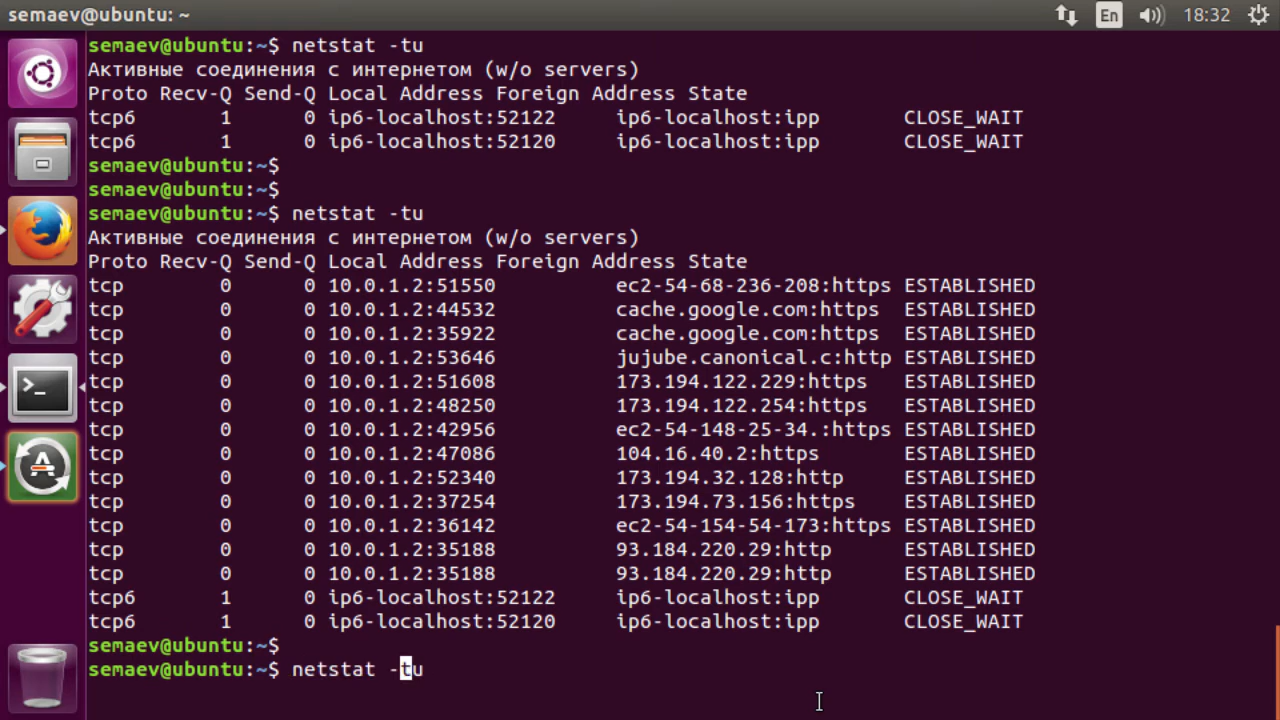 semaev@ubuntu: ~ En 18:32
semaev@ubuntu:~$ netstat -tu
Активные соединения с интернетом (w/o servers)
Proto Recv-Q Send-Q Local Address Foreign Address State
tcp6 1 0 ip6-localhost:52122 ip6-localhost:ipp CLOSE_WAIT
tcp6 1 0 ip6-localhost:52120 ip6-localhost:ipp CLOSE_WAIT
semaev@ubuntu:~$
semaev@ubuntu:~$
semaev@ubuntu:~$ netstat -tu
Активные соединения с интернетом (w/o servers)
Proto Recv-Q Send-Q Local Address Foreign Address State
tcp 0 0 10.0.1.2:51550 ec2-54-68-236-208:https ESTABLISHED
tcp 0 0 10.0.1.2:44532 cache.google.com:https ESTABLISHED
tcp 0 0 10.0.1.2:35922 cache.google.com:https ESTABLISHED
tcp 0 0 10.0.1.2:53646 jujube.canonical.c:http ESTABLISHED
tcp 0 0 10.0.1.2:51608 173.194.122.229:https ESTABLISHED
tcp 0 0 10.0.1.2:48250 173.194.122.254:https ESTABLISHED
tcp 0 0 10.0.1.2:42956 ec2-54-148-25-34.:https ESTABLISHED
tcp 0 0 10.0.1.2:47086 104.16.40.2:https ESTABLISHED
tcp 0 0 10.0.1.2:52340 173.194.32.128:http ESTABLISHED
tcp 0 0 10.0.1.2:37254 173.194.73.156:https ESTABLISHED
tcp 0 0 10.0.1.2:36142 ec2-54-154-54-173:https ESTABLISHED
tcp 0 0 10.0.1.2:35188 93.184.220.29:http ESTABLISHED
tcp 0 0 10.0.1.2:35188 93.184.220.29:http ESTABLISHED
tcp6 1 0 ip6-localhost:52122 ip6-localhost:ipp CLOSE_WAIT
tcp6 1 0 ip6-localhost:52120 ip6-localhost:ipp CLOSE_WAIT
semaev@ubuntu:~$
semaev@ubuntu:~$ netstat -tu